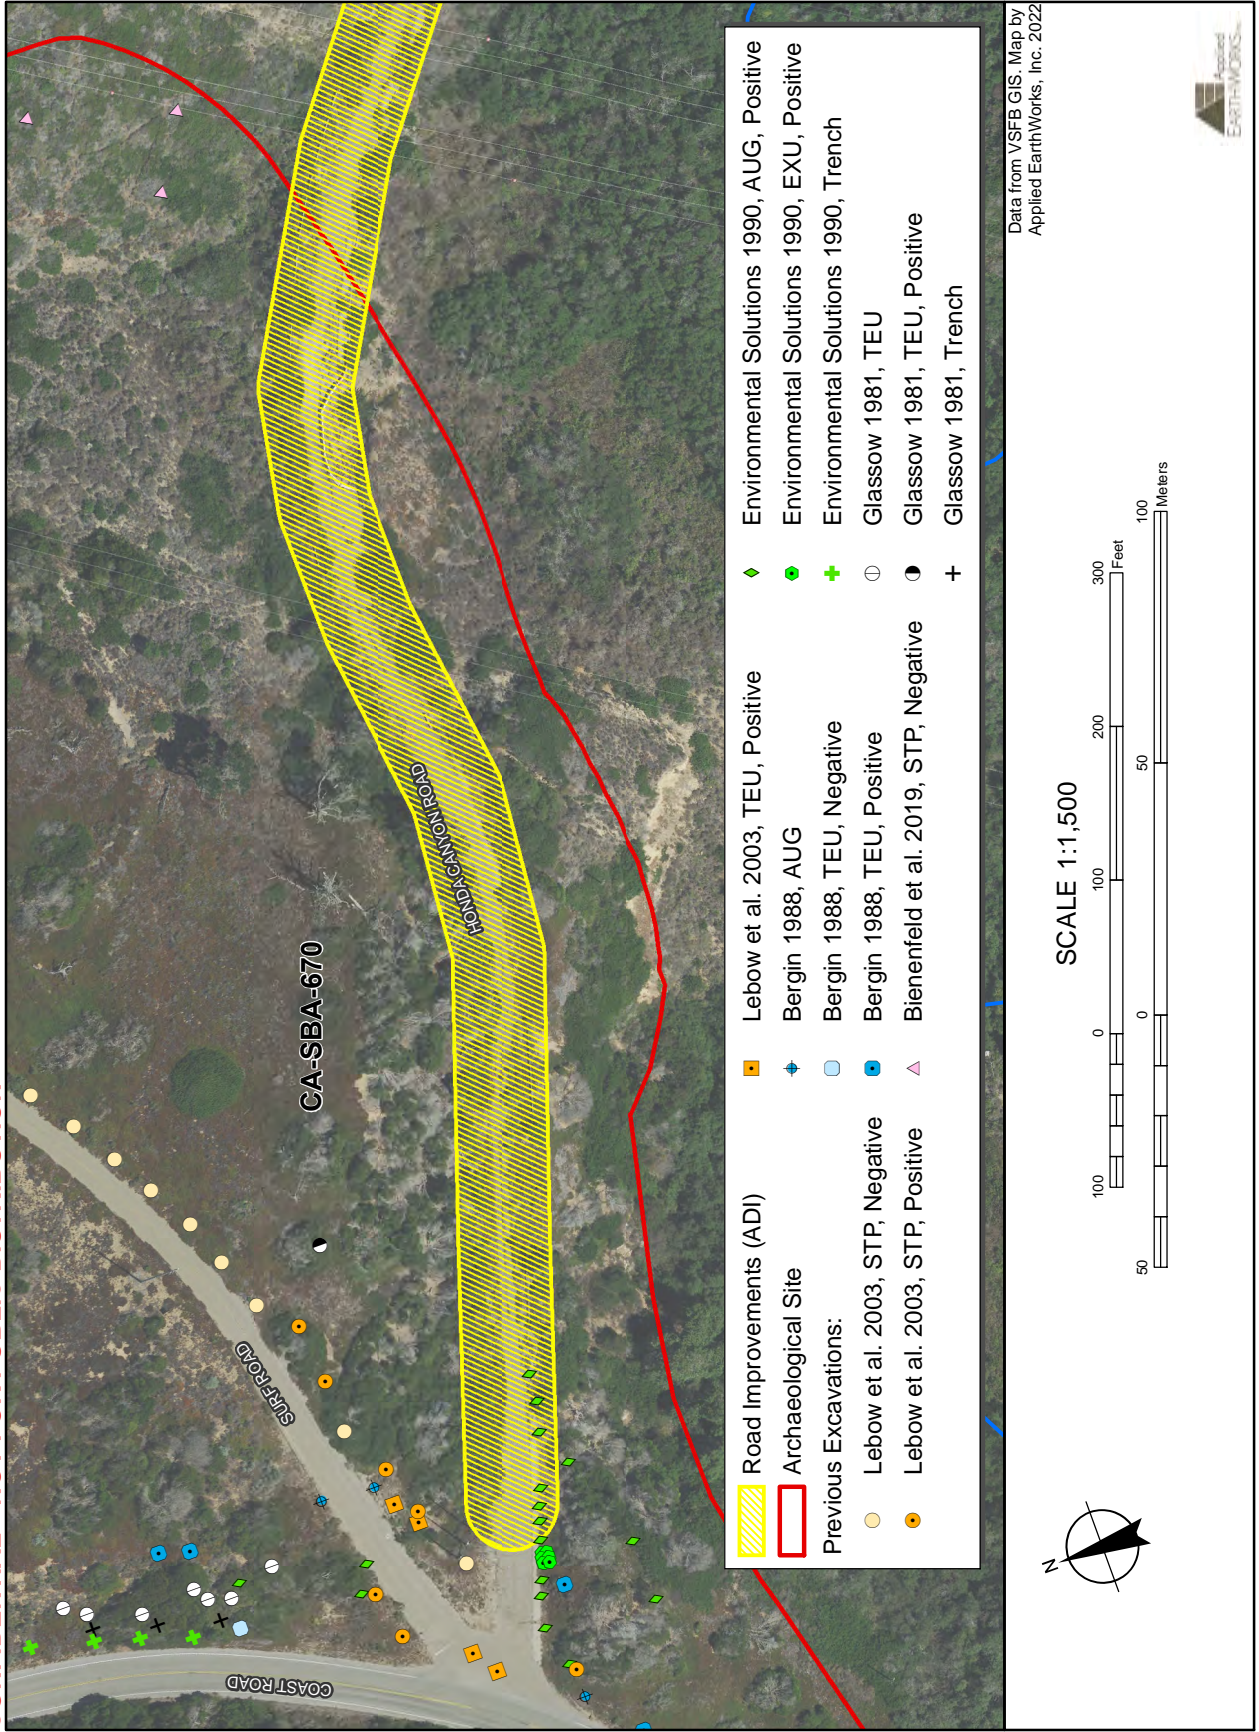 CA-SBA-670
HONDA CANYON ROAD
SURF ROAD
COAST ROAD
Road Improvements (ADI)
Archaeological Site
Previous Excavations:
Lebow et al. 2003, STP, Negative
Lebow et al. 2003, STP, Positive
Lebow et al. 2003, TEU, Positive
Bergin 1988, AUG
Bergin 1988, TEU, Negative
Bergin 1988, TEU, Positive
Bienenfeld et al. 2019, STP, Negative
Environmental Solutions 1990, AUG, Positive
Environmental Solutions 1990, EXU, Positive
Environmental Solutions 1990, Trench
Glassow 1981, TEU
Glassow 1981, TEU, Positive
Glassow 1981, Trench
N
SCALE 1:1,500
100 0 100 200 300
Feet
50 0 50 100
Meters
Data from VSFB GIS. Map by
Applied EarthWorks, Inc. 2022
Applied
EARTHWORKS